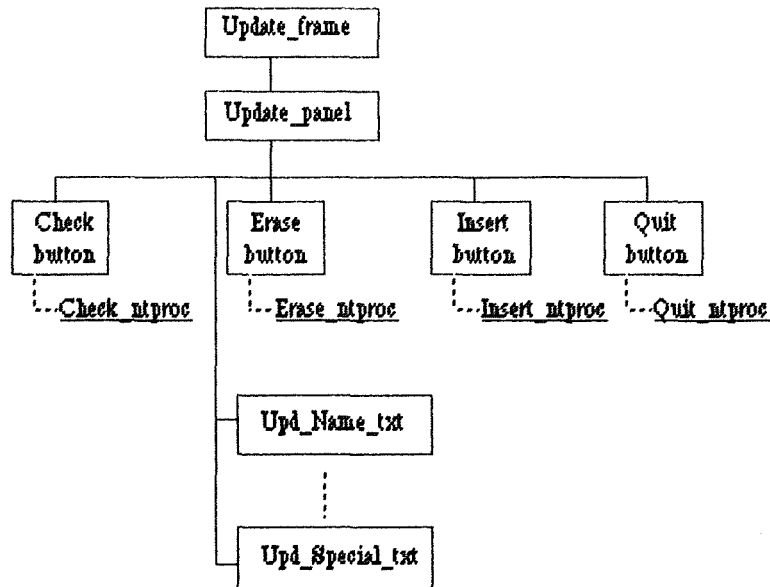 Update_frame
Update_panel
Check
button
Erase
button
Insert
button
Quit
button
Check_ntproc
Erase_ntproc
Insert_ntproc
Quit_ntproc
Upd_Name_txt
Upd_Special_txt